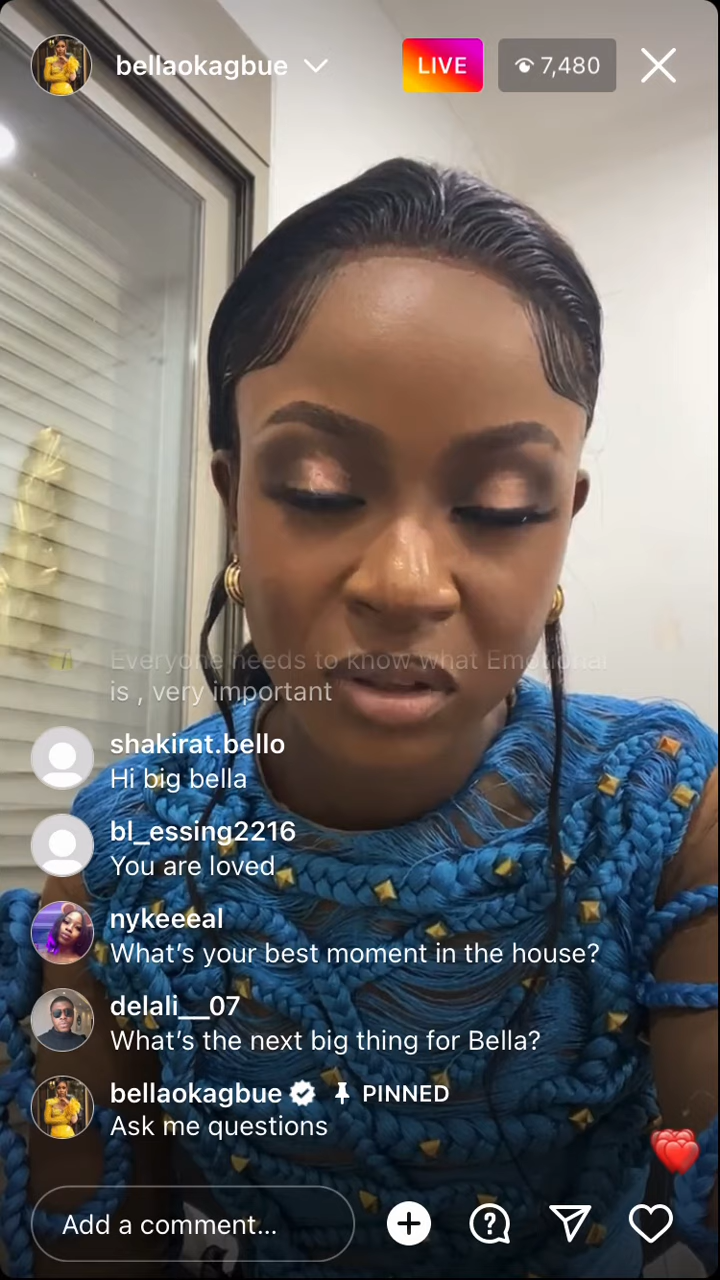 bellaokagbue
LIVE
7,480
Everyone needs to know what Emotional
is , very important
shakirat.bello
Hi big bella
bl_essing2216
You are loved
nykeeeal
What’s your best moment in the house?
delali__07
What’s the next big thing for Bella?
bellaokagbue PINNED
Ask me questions
Add a comment...